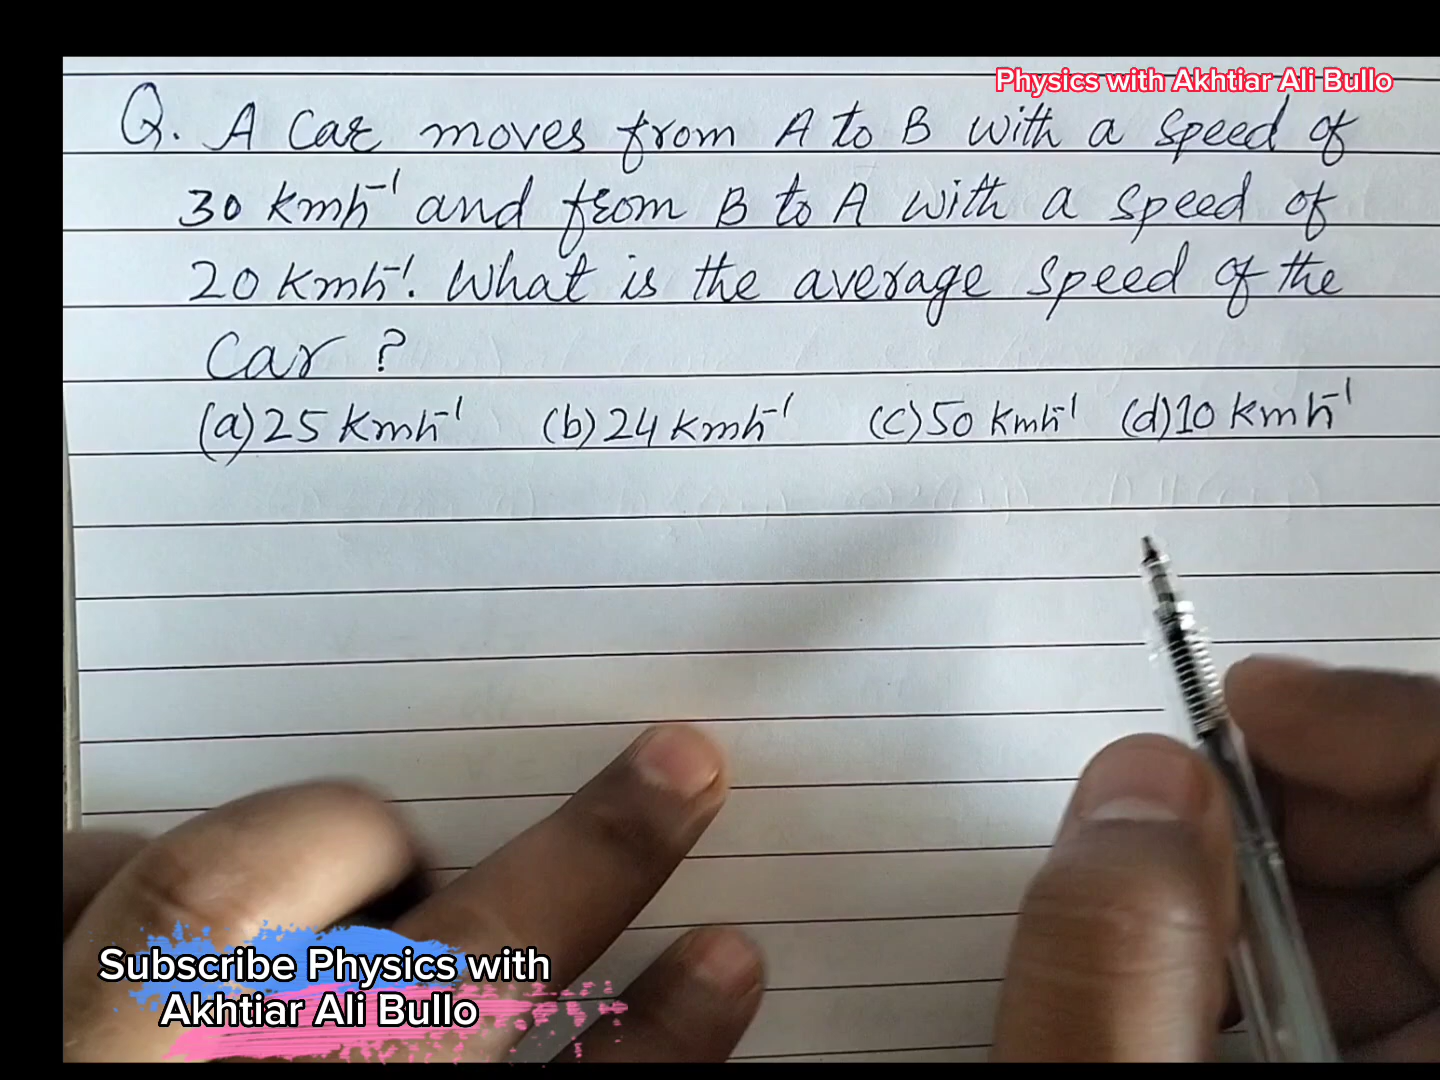 Physics with Akhtiar Ali Bullo
Q. A Car moves from A to B with a speed of
30 kmh⁻¹ and from B to A with a speed of
20 kmh⁻¹. What is the average speed of the
Car ?
(a) 25 kmh⁻¹ (b) 24 kmh⁻¹ (c) 50 kmh⁻¹ (d) 10 kmh⁻¹
Subscribe Physics with
Akhtiar Ali Bullo